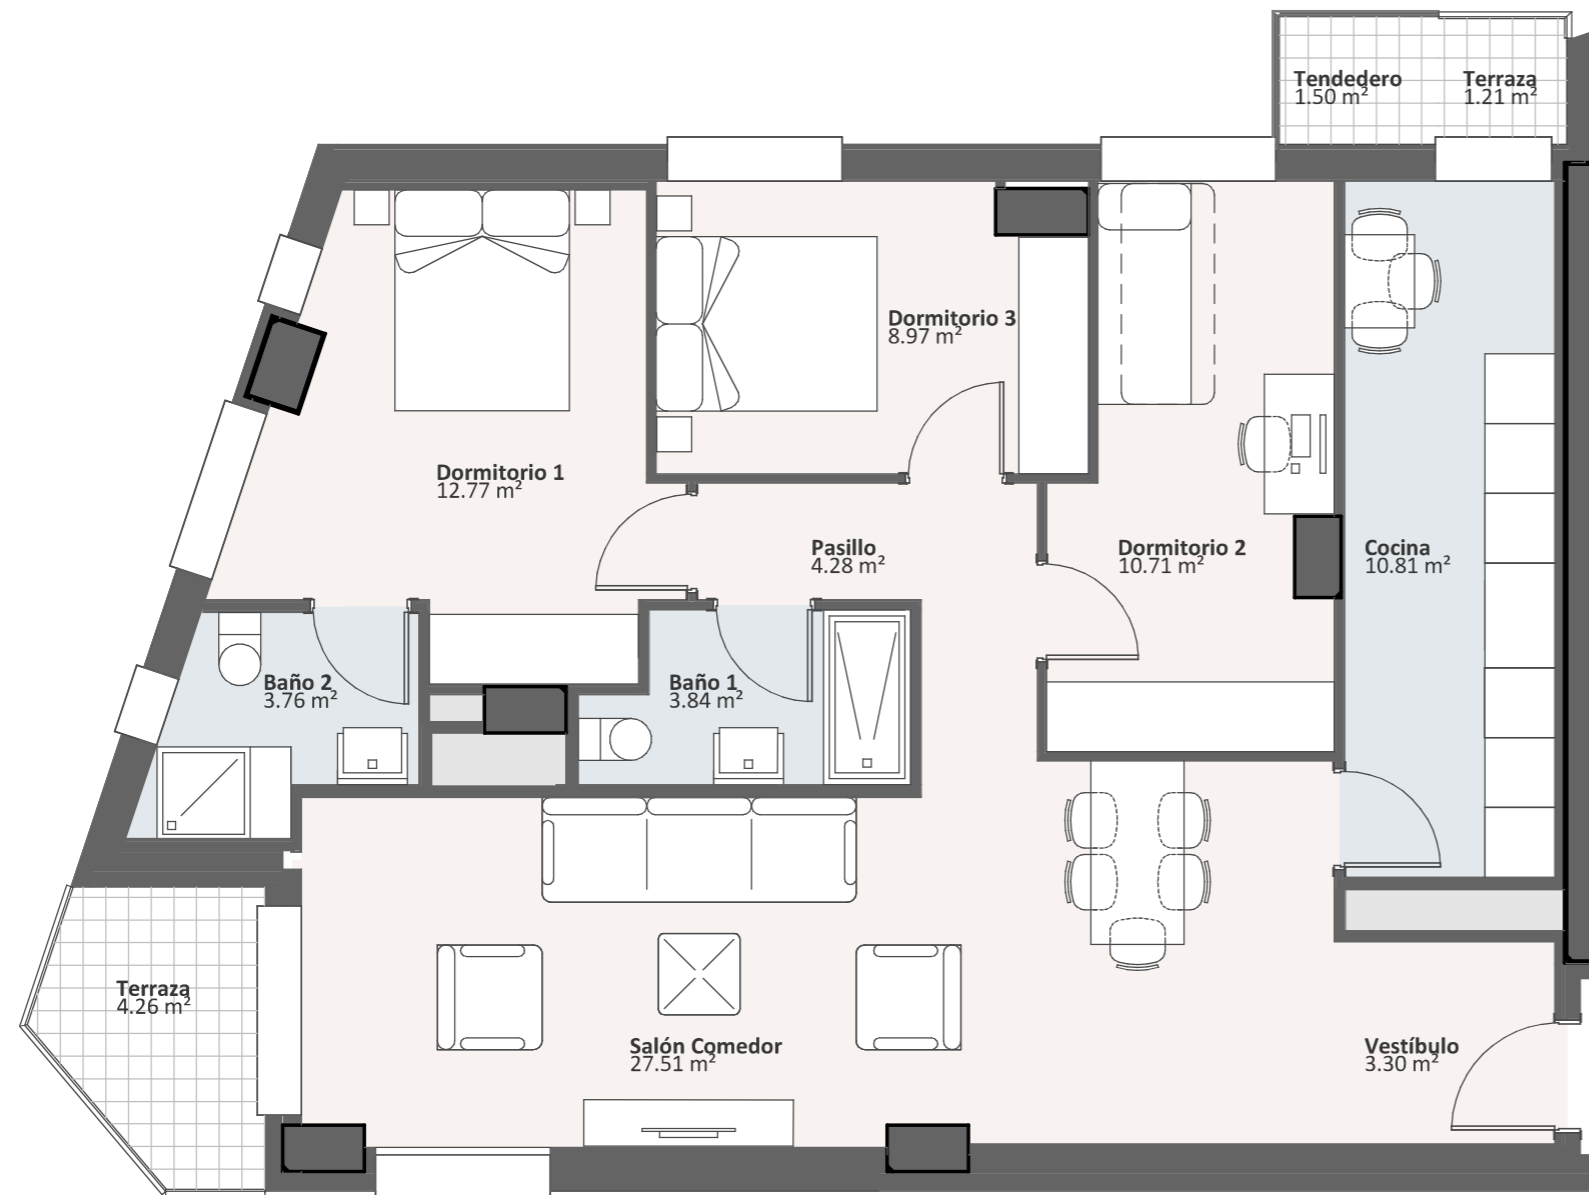 Tendedero
1.50 m²
Terraza
1.21 m²
Dormitorio 3
8.97 m²
Dormitorio 1
12.77 m²
Pasillo
4.28 m²
Dormitorio 2
10.71 m²
Cocina
10.81 m²
Baño 2
3.76 m²
Baño 1
3.84 m²
Terraza
4.26 m²
Salón Comedor
27.51 m²
Vestíbulo
3.30 m²